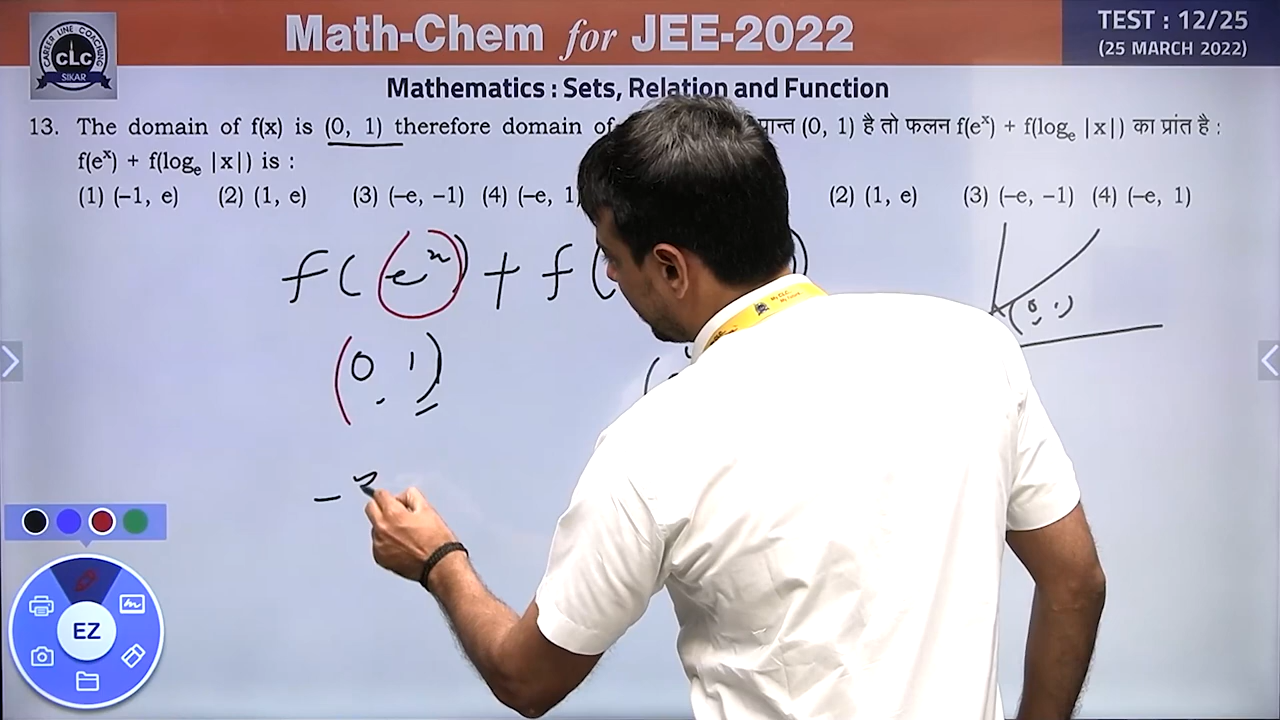 CAREER LINE COACHING
CLC
SIKAR
Math-Chem for JEE-2022
TEST : 12/25
(25 MARCH 2022)
Mathematics : Sets, Relation and Function
13. The domain of f(x) is (0, 1) therefore domain of
f(eˣ) + f(logₑ |x|) is :
(1) (–1, e) (2) (1, e) (3) (–e, –1) (4) (–e, 1)
(0, 1) है तो फलन f(eˣ) + f(logₑ |x|) का प्रांत है :
(2) (1, e) (3) (–e, –1) (4) (–e, 1)
f( eˣ ) + f(
(0, 1)
(0, 1)
EZ